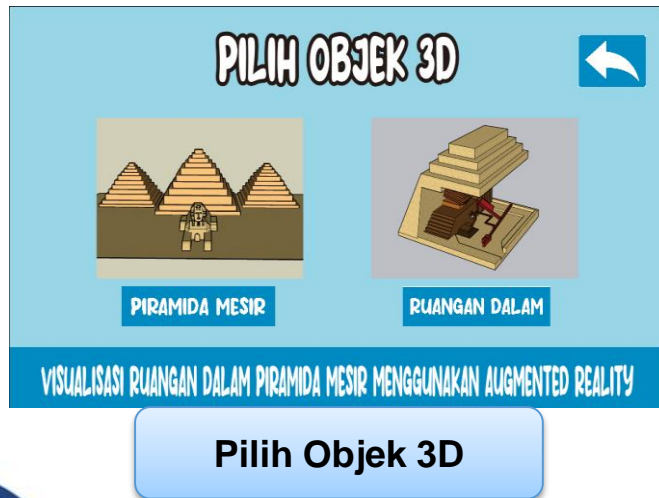 PILIH OBJEK 3D
PIRAMIDA MESIR
RUANGAN DALAM
VISUALISASI RUANGAN DALAM PIRAMIDA MESIR MENGGUNAKAN AUGMENTED REALITY
Pilih Objek 3D